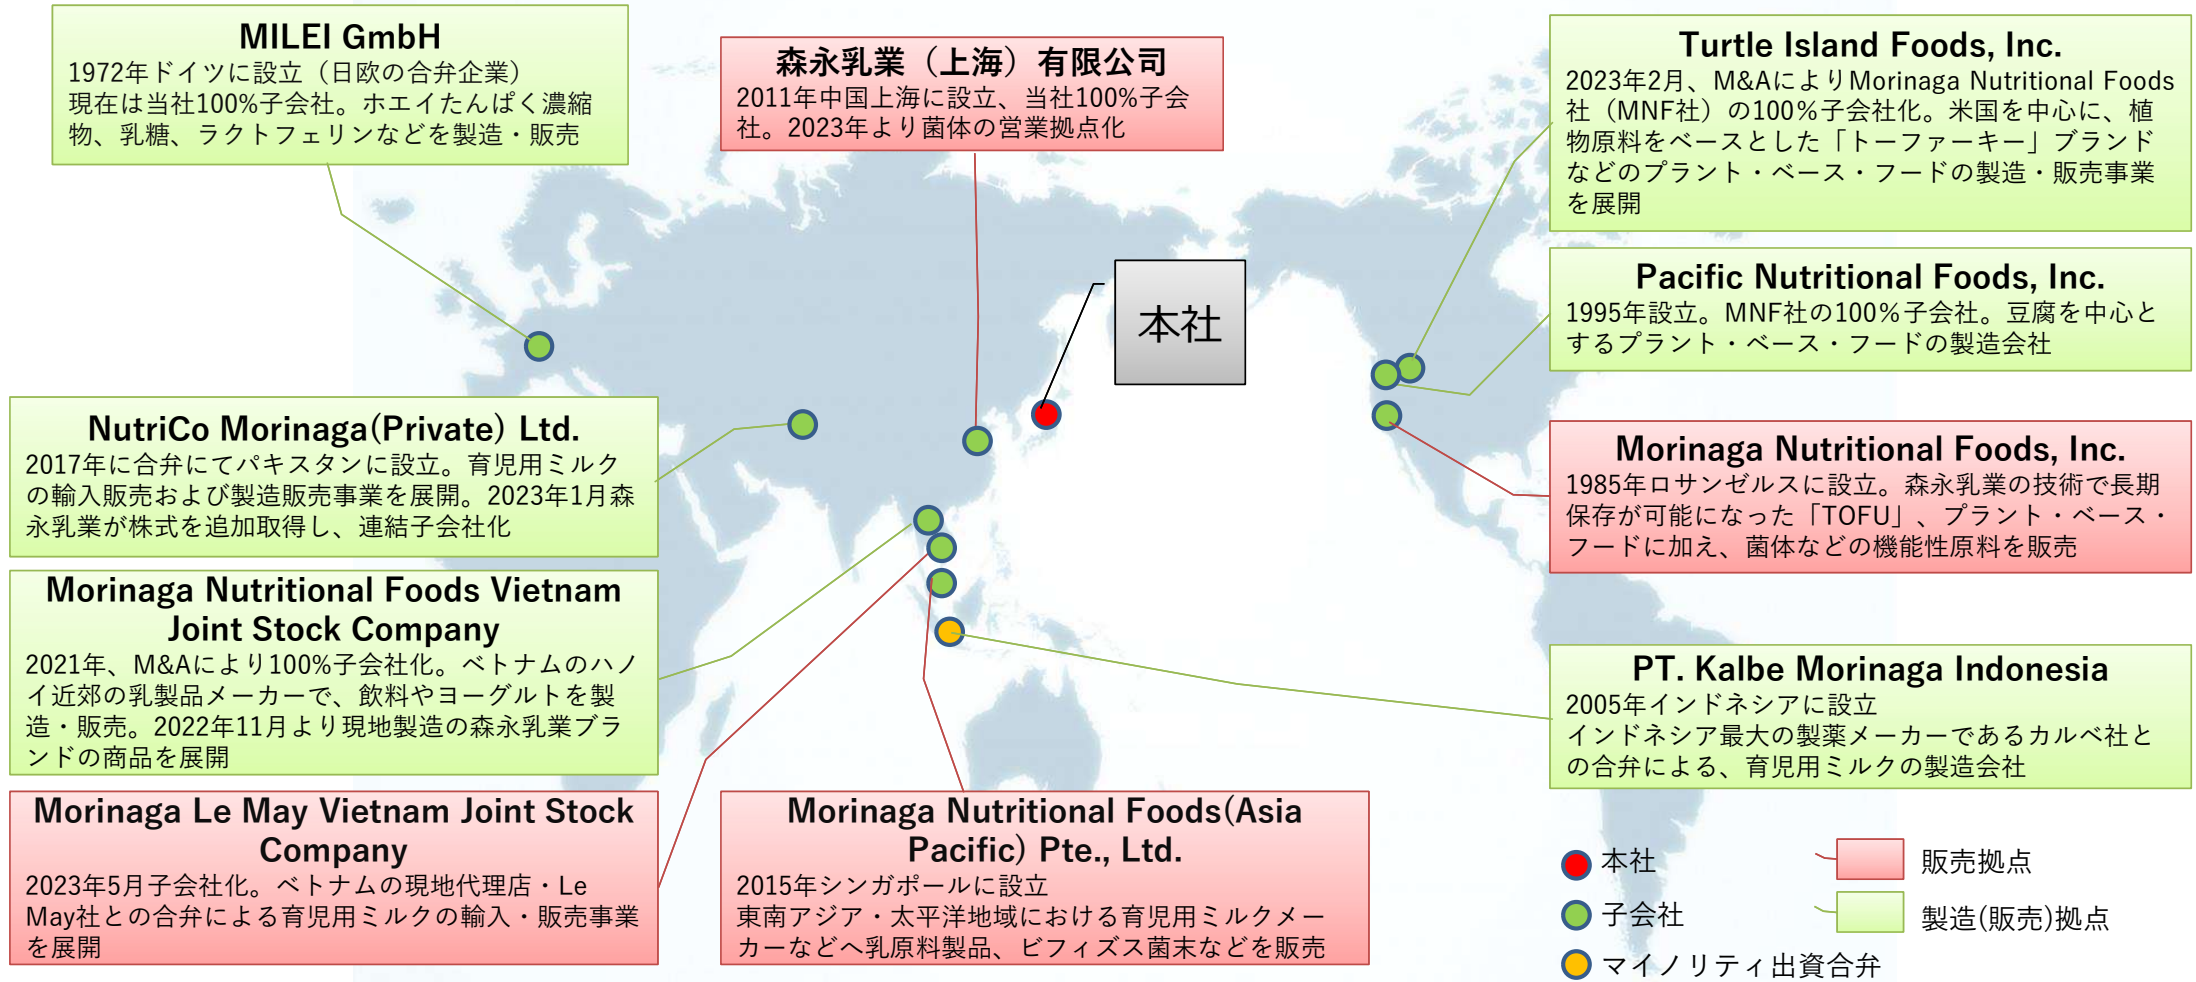 MILEI GmbH
1972年ドイツに設立（日欧の合弁企業）
現在は当社100%子会社。ホエイたんぱく濃縮
物、乳糖、ラクトフェリンなどを製造・販売
森永乳業（上海）有限公司
2011年中国上海に設立、当社100%子会
社。2023年より菌体の営業拠点化
Turtle Island Foods, Inc.
2023年2月、M&AによりMorinaga Nutritional Foods
社（MNF社）の100％子会社化。米国を中心に、植
物原料をベースとした「トーファーキー」ブランド
などのプラント・ベース・フードの製造・販売事業
を展開
本社
Pacific Nutritional Foods, Inc.
1995年設立。MNF社の100％子会社。豆腐を中心と
するプラント・ベース・フードの製造会社
NutriCo Morinaga(Private) Ltd.
2017年に合弁にてパキスタンに設立。育児用ミルク
の輸入販売および製造販売事業を展開。2023年1月森
永乳業が株式を追加取得し、連結子会社化
Morinaga Nutritional Foods, Inc.
1985年ロサンゼルスに設立。森永乳業の技術で長期
保存が可能になった「TOFU」、プラント・ベース・
フードに加え、菌体などの機能性原料を販売
Morinaga Nutritional Foods Vietnam
Joint Stock Company
2021年、M&Aにより100%子会社化。ベトナムのハノ
イ近郊の乳製品メーカーで、飲料やヨーグルトを製
造・販売。2022年11月より現地製造の森永乳業ブラ
ンドの商品を展開
PT. Kalbe Morinaga Indonesia
2005年インドネシアに設立
インドネシア最大の製薬メーカーであるカルベ社と
の合弁による、育児用ミルクの製造会社
Morinaga Le May Vietnam Joint Stock
Company
2023年5月子会社化。ベトナムの現地代理店・Le
May社との合弁による育児用ミルクの輸入・販売事業
を展開
Morinaga Nutritional Foods(Asia
Pacific) Pte., Ltd.
2015年シンガポールに設立
東南アジア・太平洋地域における育児用ミルクメー
カーなどへ乳原料製品、ビフィズス菌末などを販売
本社
販売拠点
子会社
製造(販売)拠点
マイノリティ出資合弁